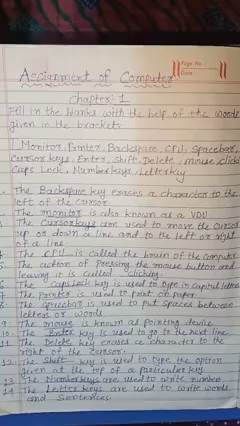 Page No.
Date
Assignment of Computer
Chapter: 1
Fill in the blanks with the help of the words
given in the brackets
Monitor, Printer, Backspace, CPU, Spacebar,
Cursor keys, Enter, Shift, Delete, mouse, click
Caps Lock, Number keys, Letter key
The Backspace key erases a character to the
left of the cursor
The monitor is also known as a VDU
The Cursor keys are used to move the cursor
up or down a line and to the left or right
of a line
The CPU is called the brain of the computer
The action of Pressing the mouse button and
leaving it is called clicking.
The Caps Lock key is used to type in capital letters
7. The Printer is used to print on paper
8. The Spacebar is used to put spaces between
letters or words
9. The mouse is known as pointing device
10. The Enter key is used to go to the next line
11. The Delete key erases a character to the
right of the cursor.
12. The Shift key is used to type the option
given at the top of a particular key
13. The Number keys are used to write number
14. The Letter keys are used to write words
and Sentences.